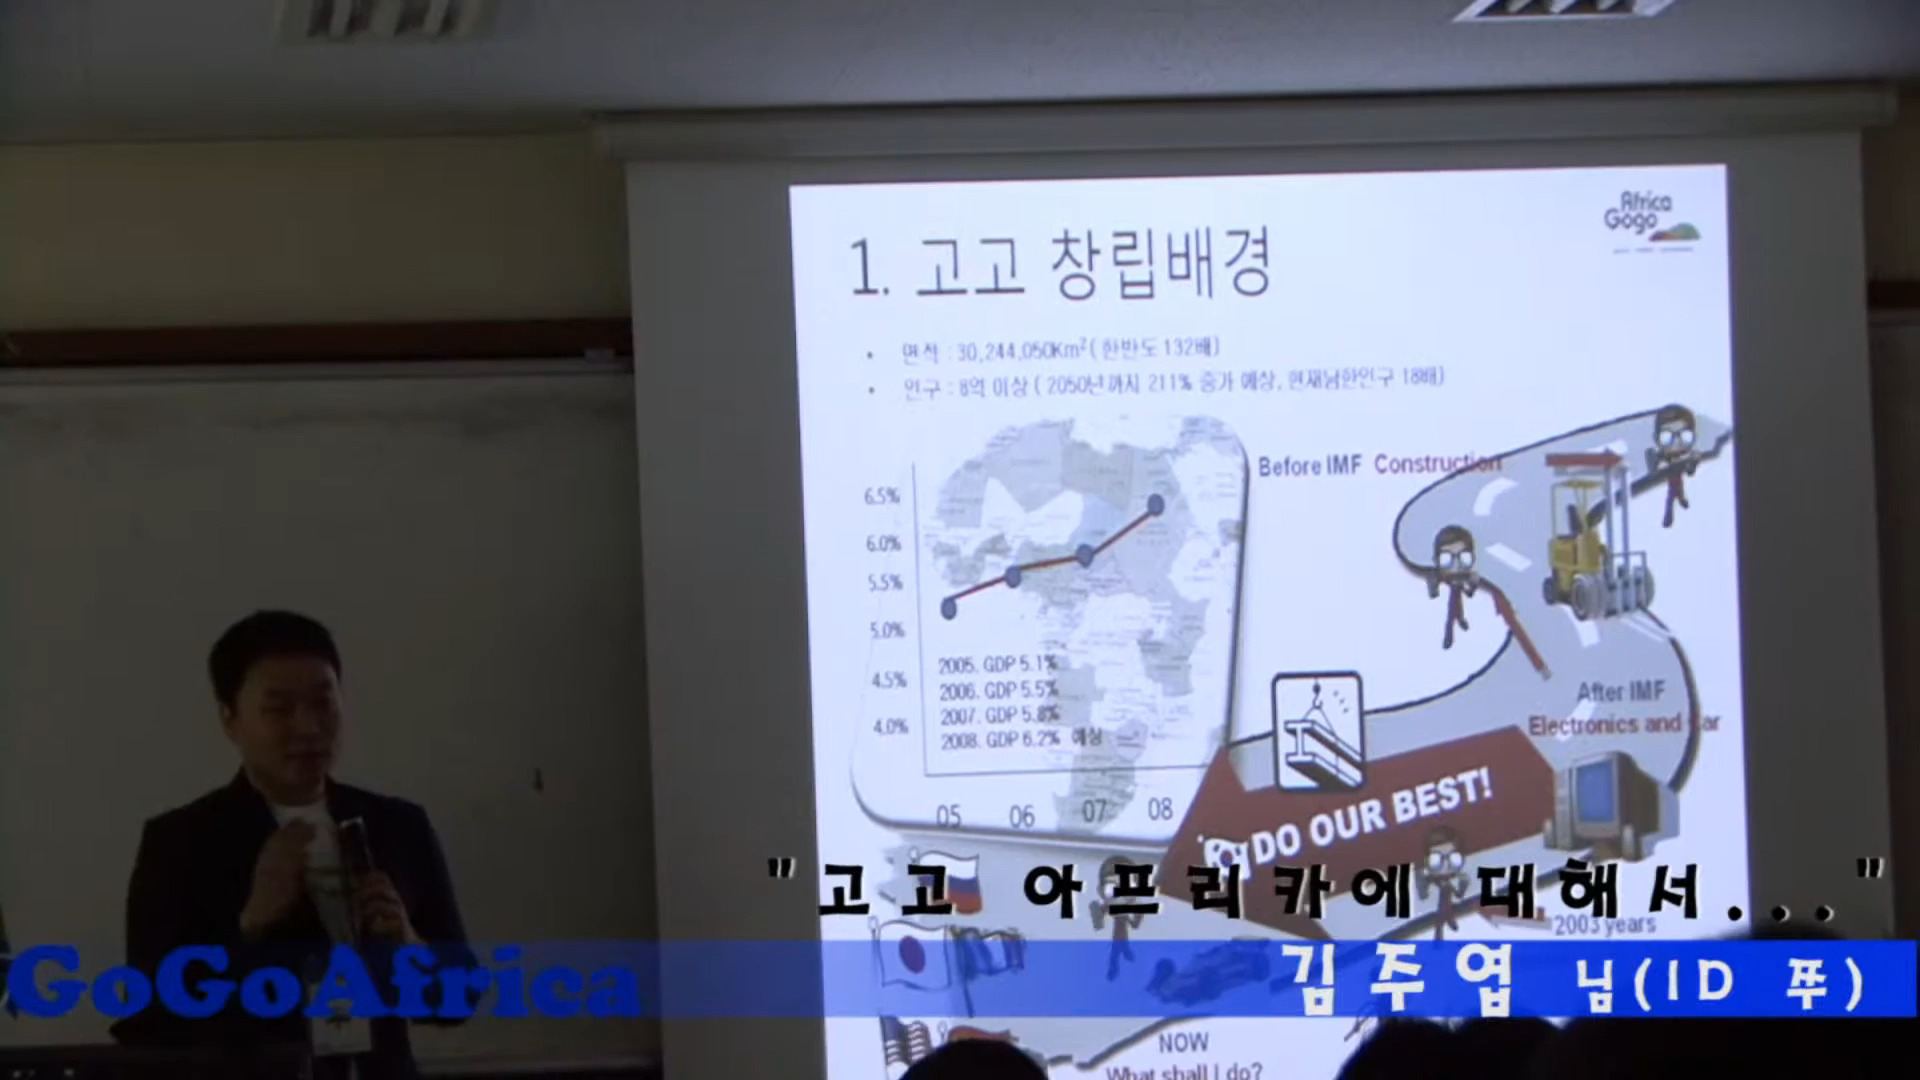 Africa
Gogo
1. 고고 창립배경
• 면적 : 30,244,050Km² ( 한반도 132배)
• 인구 : 8억 이상 ( 2050년까지 211% 증가 예상, 현재남한인구 18배)
Before IMF Construction
6.5%
6.0%
5.5%
5.0%
4.5%
4.0%
2005. GDP 5.1%
2006. GDP 5.5%
2007. GDP 5.8%
2008. GDP 6.2% 예상
05 06 07 08
After IMF
Electronics and Car
DO OUR BEST!
"고고 아프리카에 대해서..."
2003 years
GoGoAfrica
김주엽 님(ID 쭈)
NOW
What shall I do?